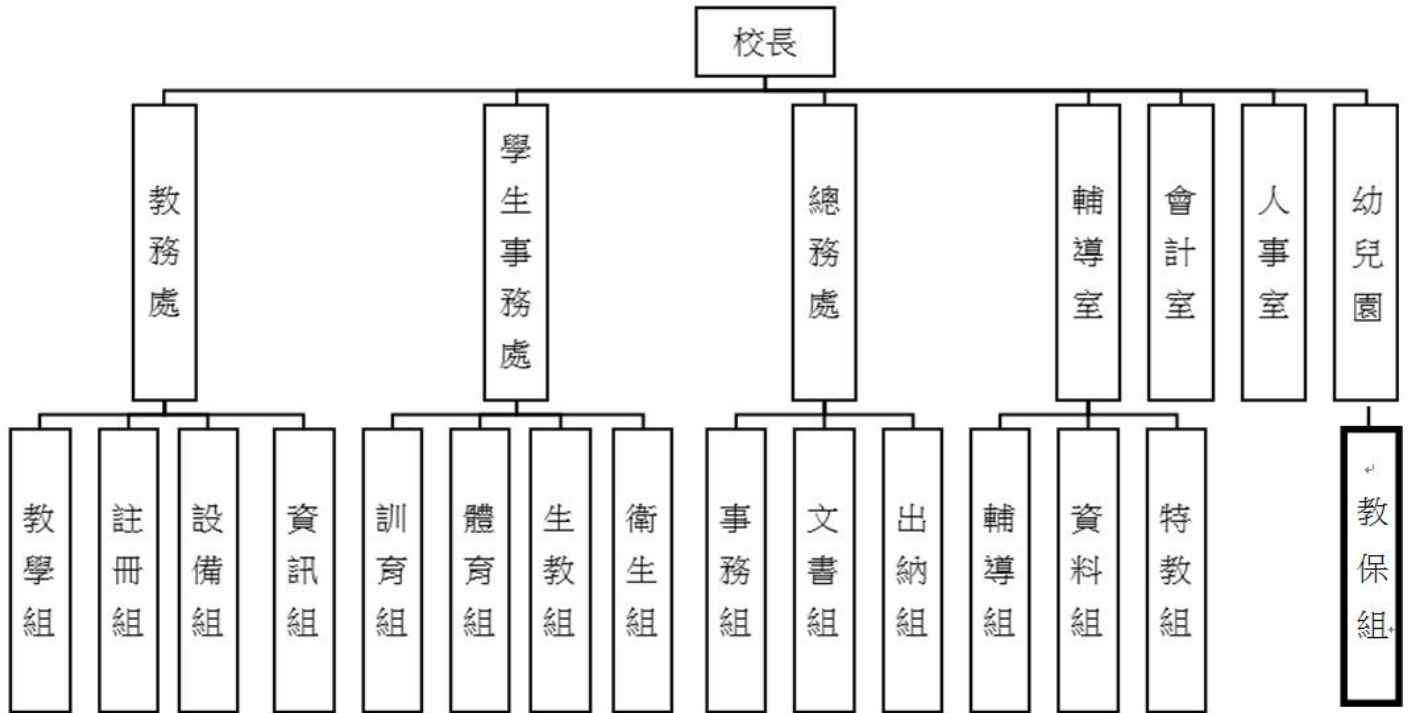 校長
教務處
學生事務處
總務處
輔導室
會計室
人事室
幼兒園
教學組
註冊組
設備組
資訊組
訓育組
體育組
生教組
衛生組
事務組
文書組
出納組
輔導組
資料組
特教組
教保組